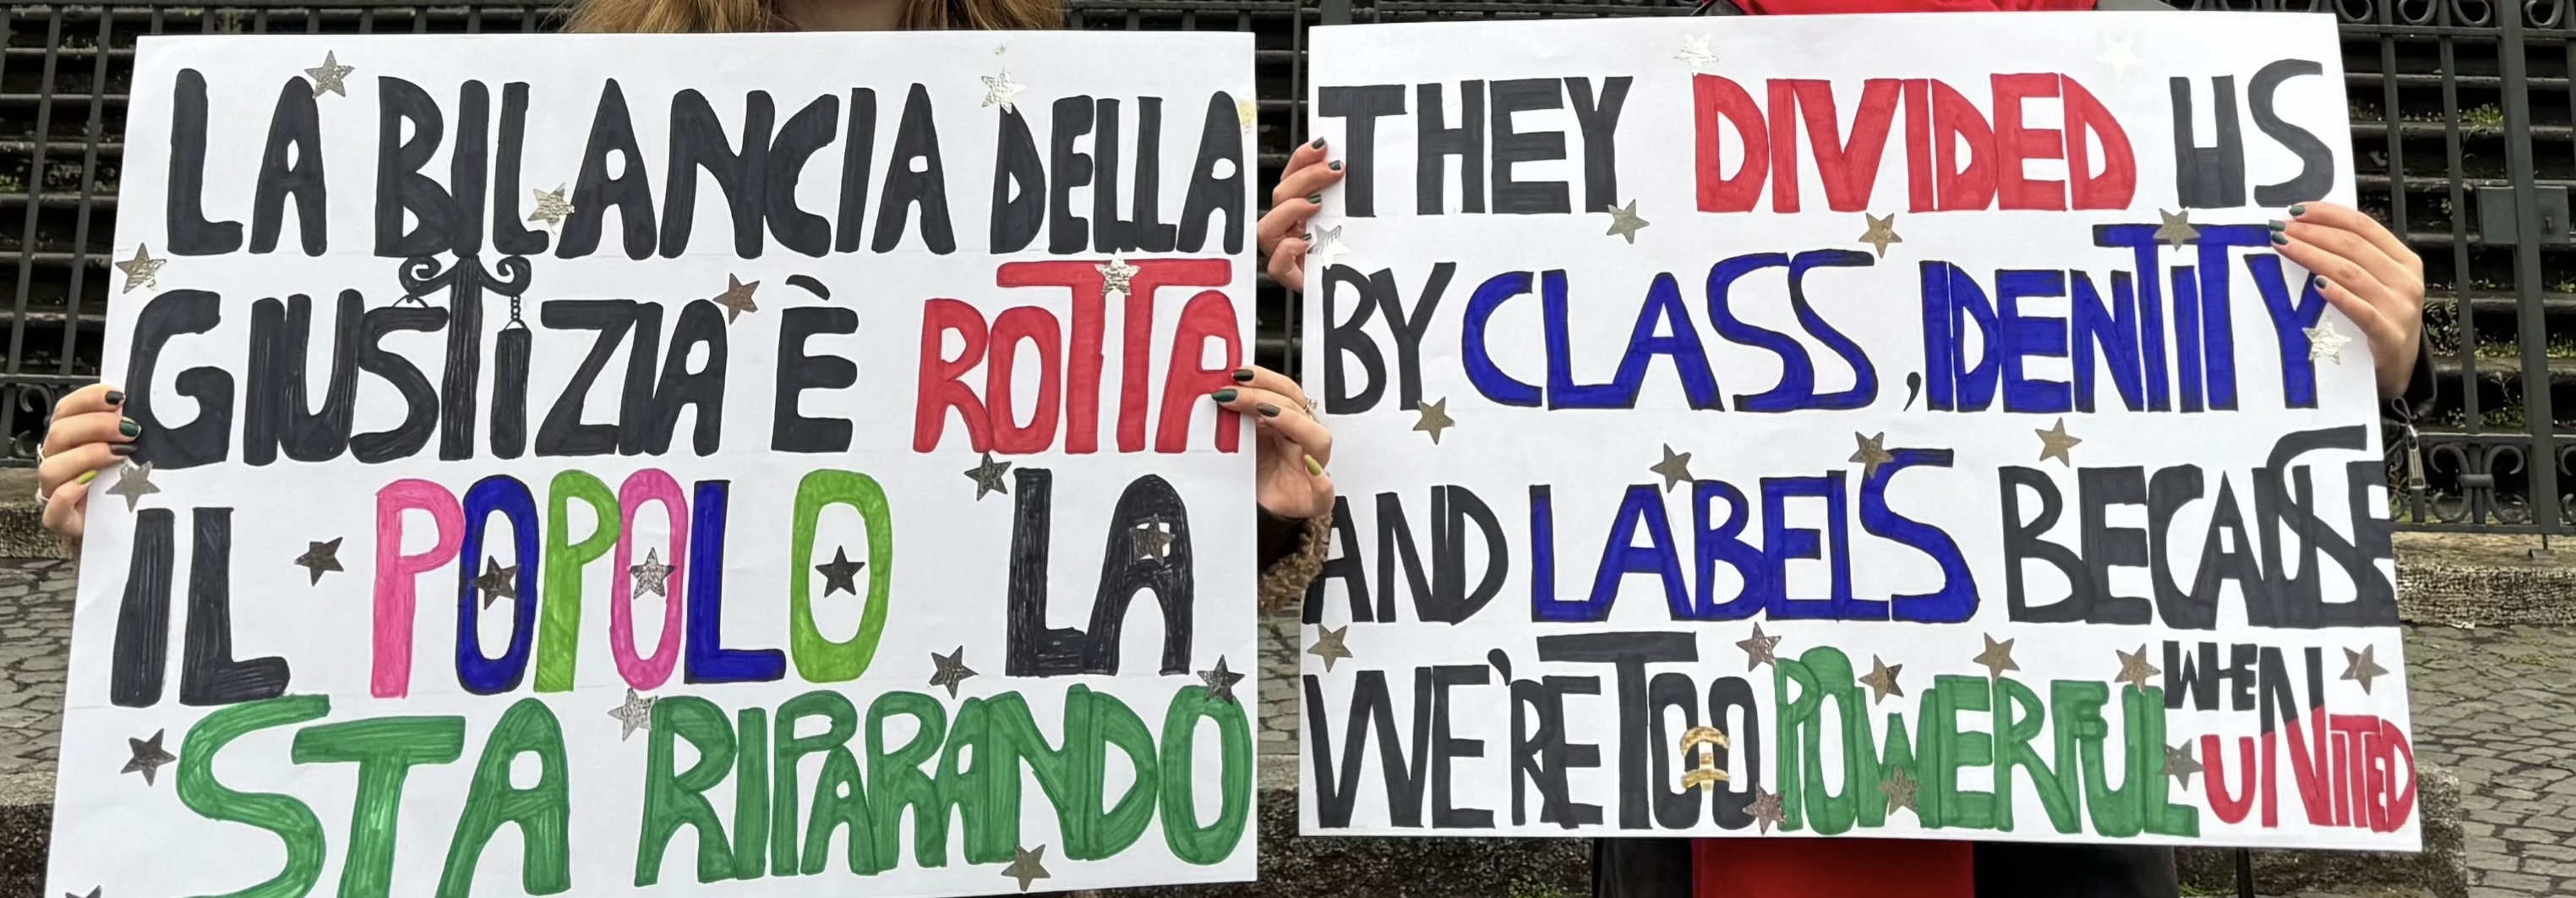 LA BILANCIA DELLA
GIUSTIZIA È ROTTA
IL POPOLO LA
STA RIPARANDO
THEY DIVIDED US
BY CLASS, IDENTITY
AND LABELS BECAUSE
WE'RE TOO POWERFUL WHEN
UNITED